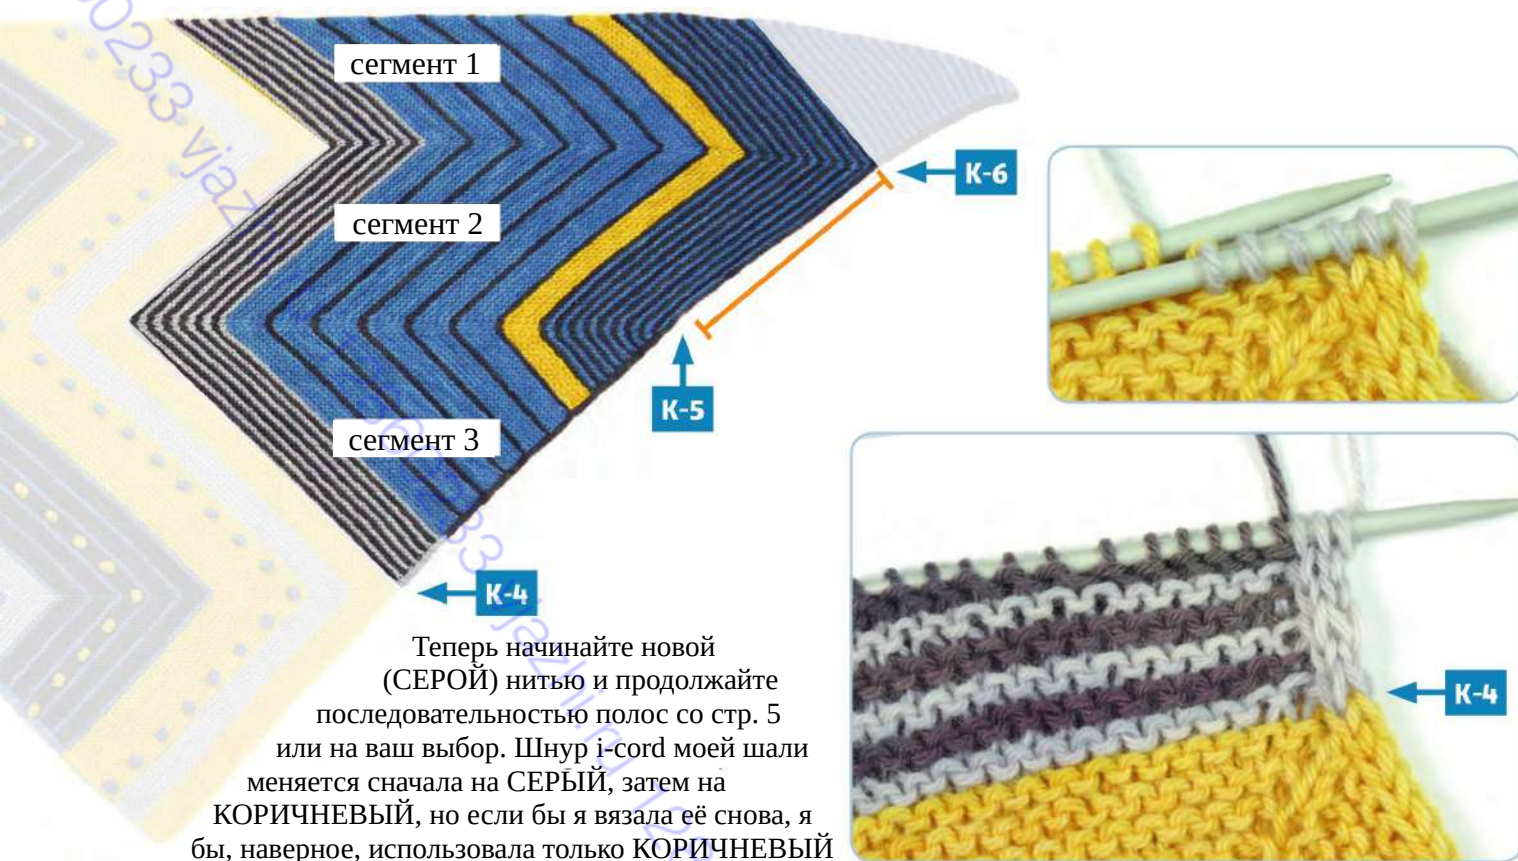 сегмент 1
К-6
сегмент 2
К-5
сегмент 3
К-4
К-4
Теперь начинайте новой
(СЕРОЙ) нитью и продолжайте
последовательностью полос со стр. 5
или на ваш выбор. Шнур i-cord моей шали
меняется сначала на СЕРЫЙ, затем на
КОРИЧНЕВЫЙ, но если бы я вязала её снова, я
бы, наверное, использовала только КОРИЧНЕВЫЙ